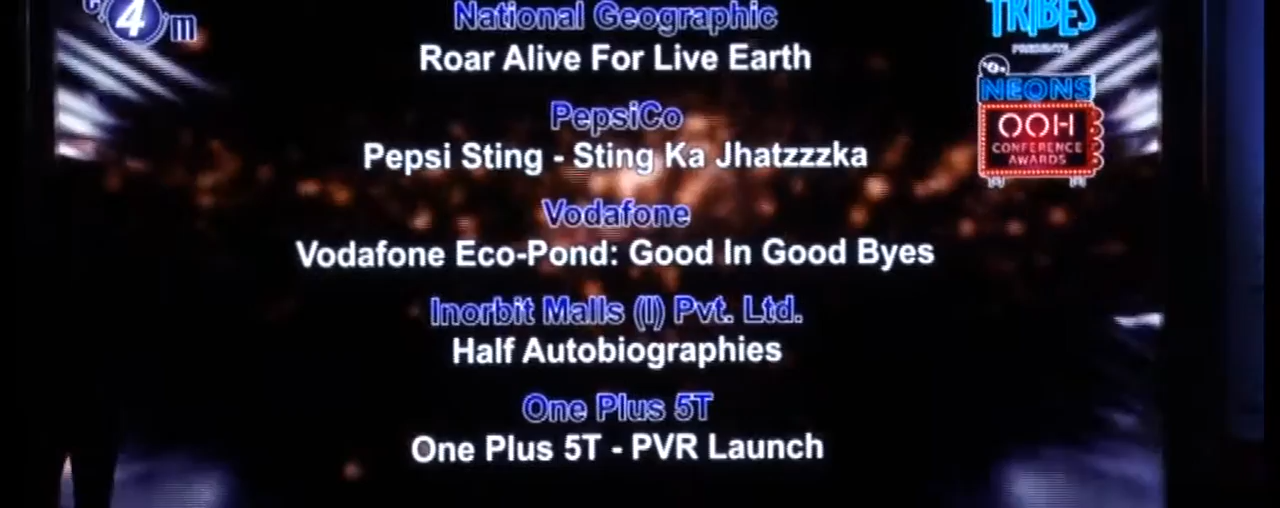 National Geographic
Roar Alive For Live Earth
PepsiCo
Pepsi Sting - Sting Ka Jhatzzzka
Vodafone
Vodafone Eco-Pond: Good In Good Byes
Inorbit Malls (I) Pvt. Ltd.
Half Autobiographies
One Plus 5T
One Plus 5T - PVR Launch
e4m
TRIBES
PRESENTS
NEONS
OOH
CONFERENCE
AWARDS